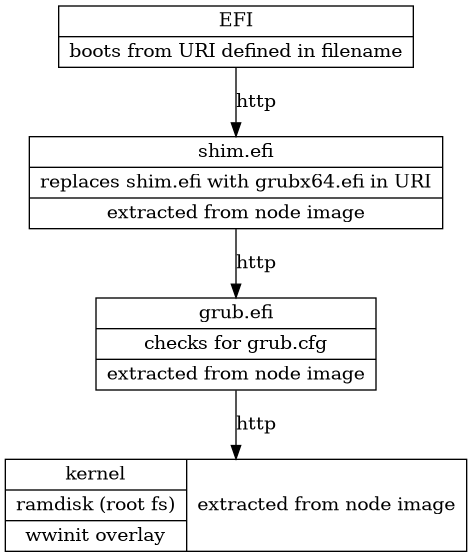 EFI
boots from URI defined in filename
http
shim.efi
replaces shim.efi with grubx64.efi in URI
extracted from node image
http
grub.efi
checks for grub.cfg
extracted from node image
http
kernel
ramdisk (root fs)
wwinit overlay
extracted from node image